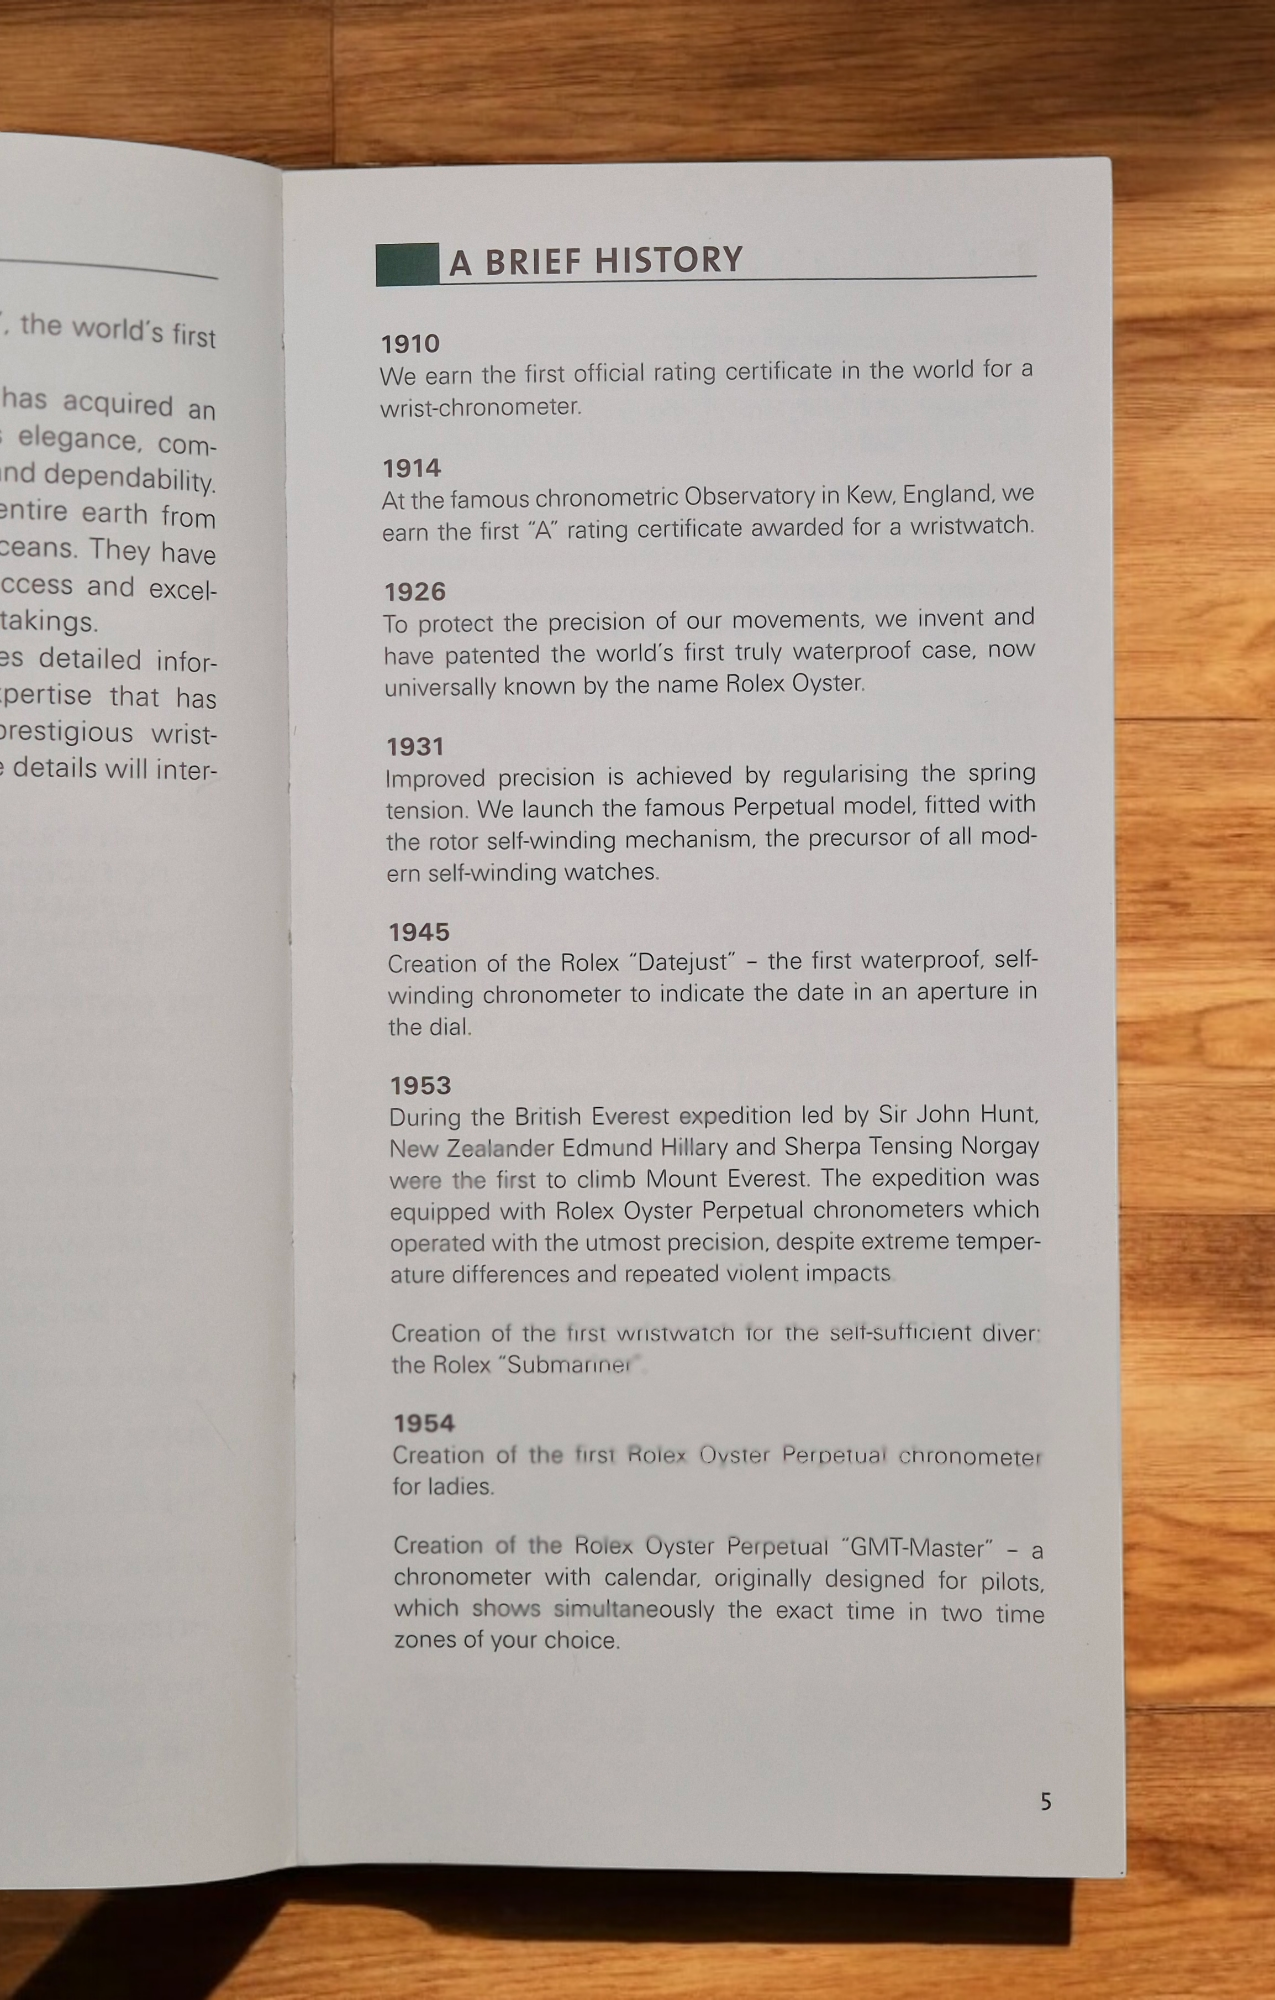 , the world's first
has acquired an
elegance, com-
and dependability.
entire earth from
They have
and excel-
takings.
detailed infor-
that has
prestigious wrist-
details will inter-
A BRIEF HISTORY
1910
We earn the first official rating certificate in the world for a
wrist-chronometer.
1914
At the famous chronometric Observatory in Kew, England, we
earn the first “A” rating certificate awarded for a wristwatch.
1926
To protect the precision of our movements, we invent and
have patented the world's first truly waterproof case, now
universally known by the name Rolex Oyster.
1931
Improved precision is achieved by regularising the spring
tension. We launch the famous Perpetual model, fitted with
the rotor self-winding mechanism, the precursor of all mod-
ern self-winding watches.
1945
Creation of the Rolex “Datejust” – the first waterproof, self-
winding chronometer to indicate the date in an aperture in
the dial.
1953
During the British Everest expedition led by Sir John Hunt,
New Zealander Edmund Hillary and Sherpa Tensing Norgay
were the first to climb Mount Everest. The expedition was
equipped with Rolex Oyster Perpetual chronometers which
operated with the utmost precision, despite extreme temper-
ature differences and repeated violent impacts
Creation of the first wristwatch for the self-sufficient diver:
the Rolex “Submariner”.
1954
Creation of the first Rolex Oyster Perpetual chronometer
for ladies.
Creation of the Rolex Oyster Perpetual “GMT-Master” – a
chronometer with calendar, originally designed for pilots,
which shows simultaneously the exact time in two time
zones of your choice.
5